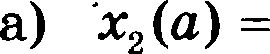 а) x₂(a) =